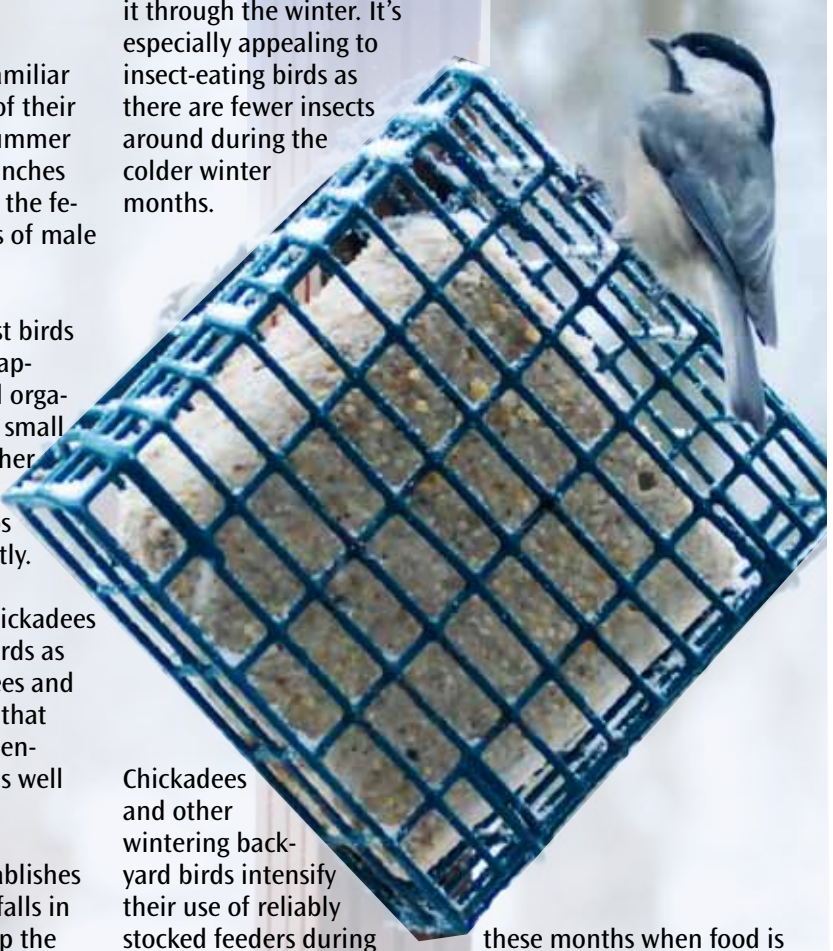 amiliar
of their
ummer
nches
the fe-
s of male
st birds
ap-
l orga-
small
her
s
tly.
ickadees
rds as
ees and
that
en-
s well
ablishes
falls in
p the
it through the winter. It’s
especially appealing to
insect-eating birds as
there are fewer insects
around during the
colder winter
months.
Chickadees
and other
wintering back-
yard birds intensify
their use of reliably
stocked feeders during
these months when food is